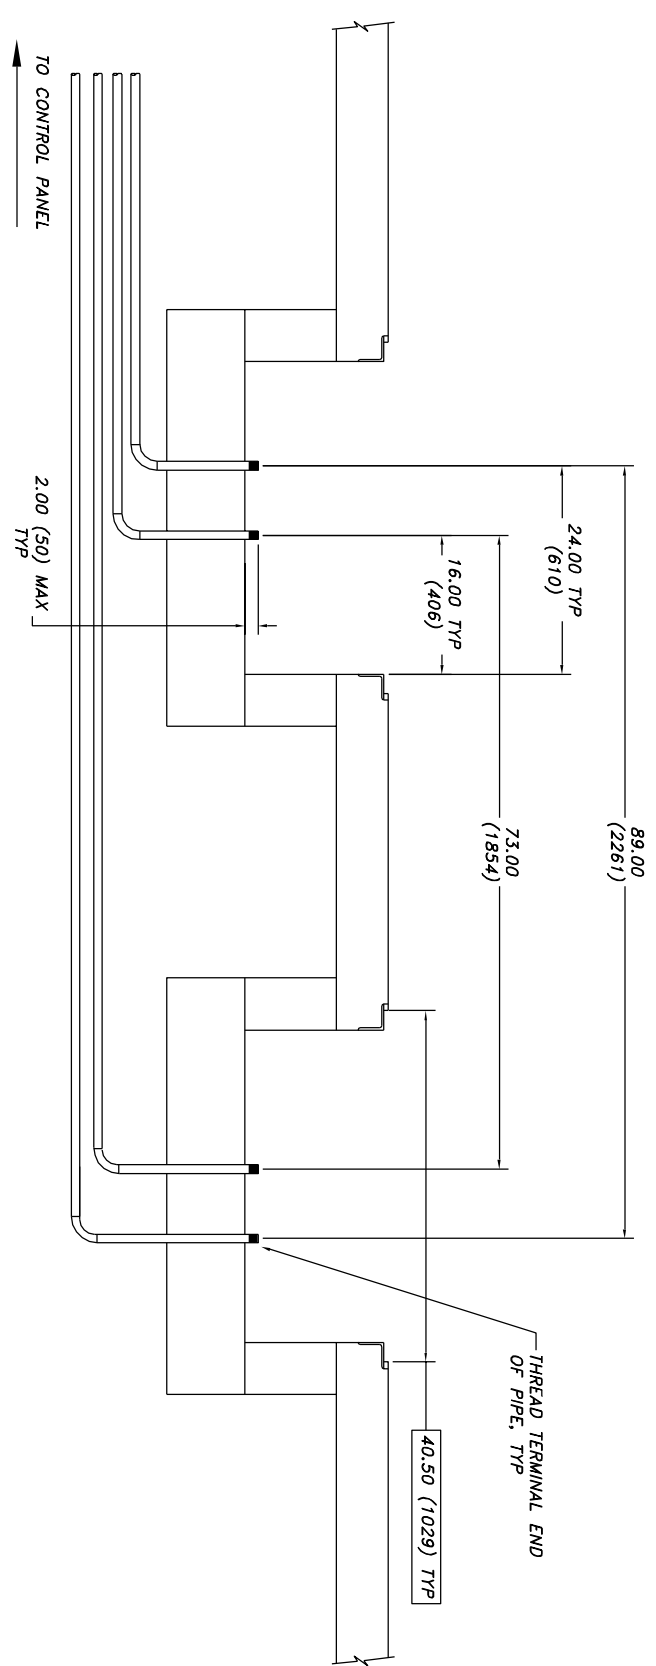 89.00
(2261)
24.00 TYP
(610)
73.00
(1854)
16.00 TYP
(406)
THREAD TERMINAL END
OF PIPE, TYP
40.50 (1029) TYP
2.00 (50) MAX
TYP
TO CONTROL PANEL